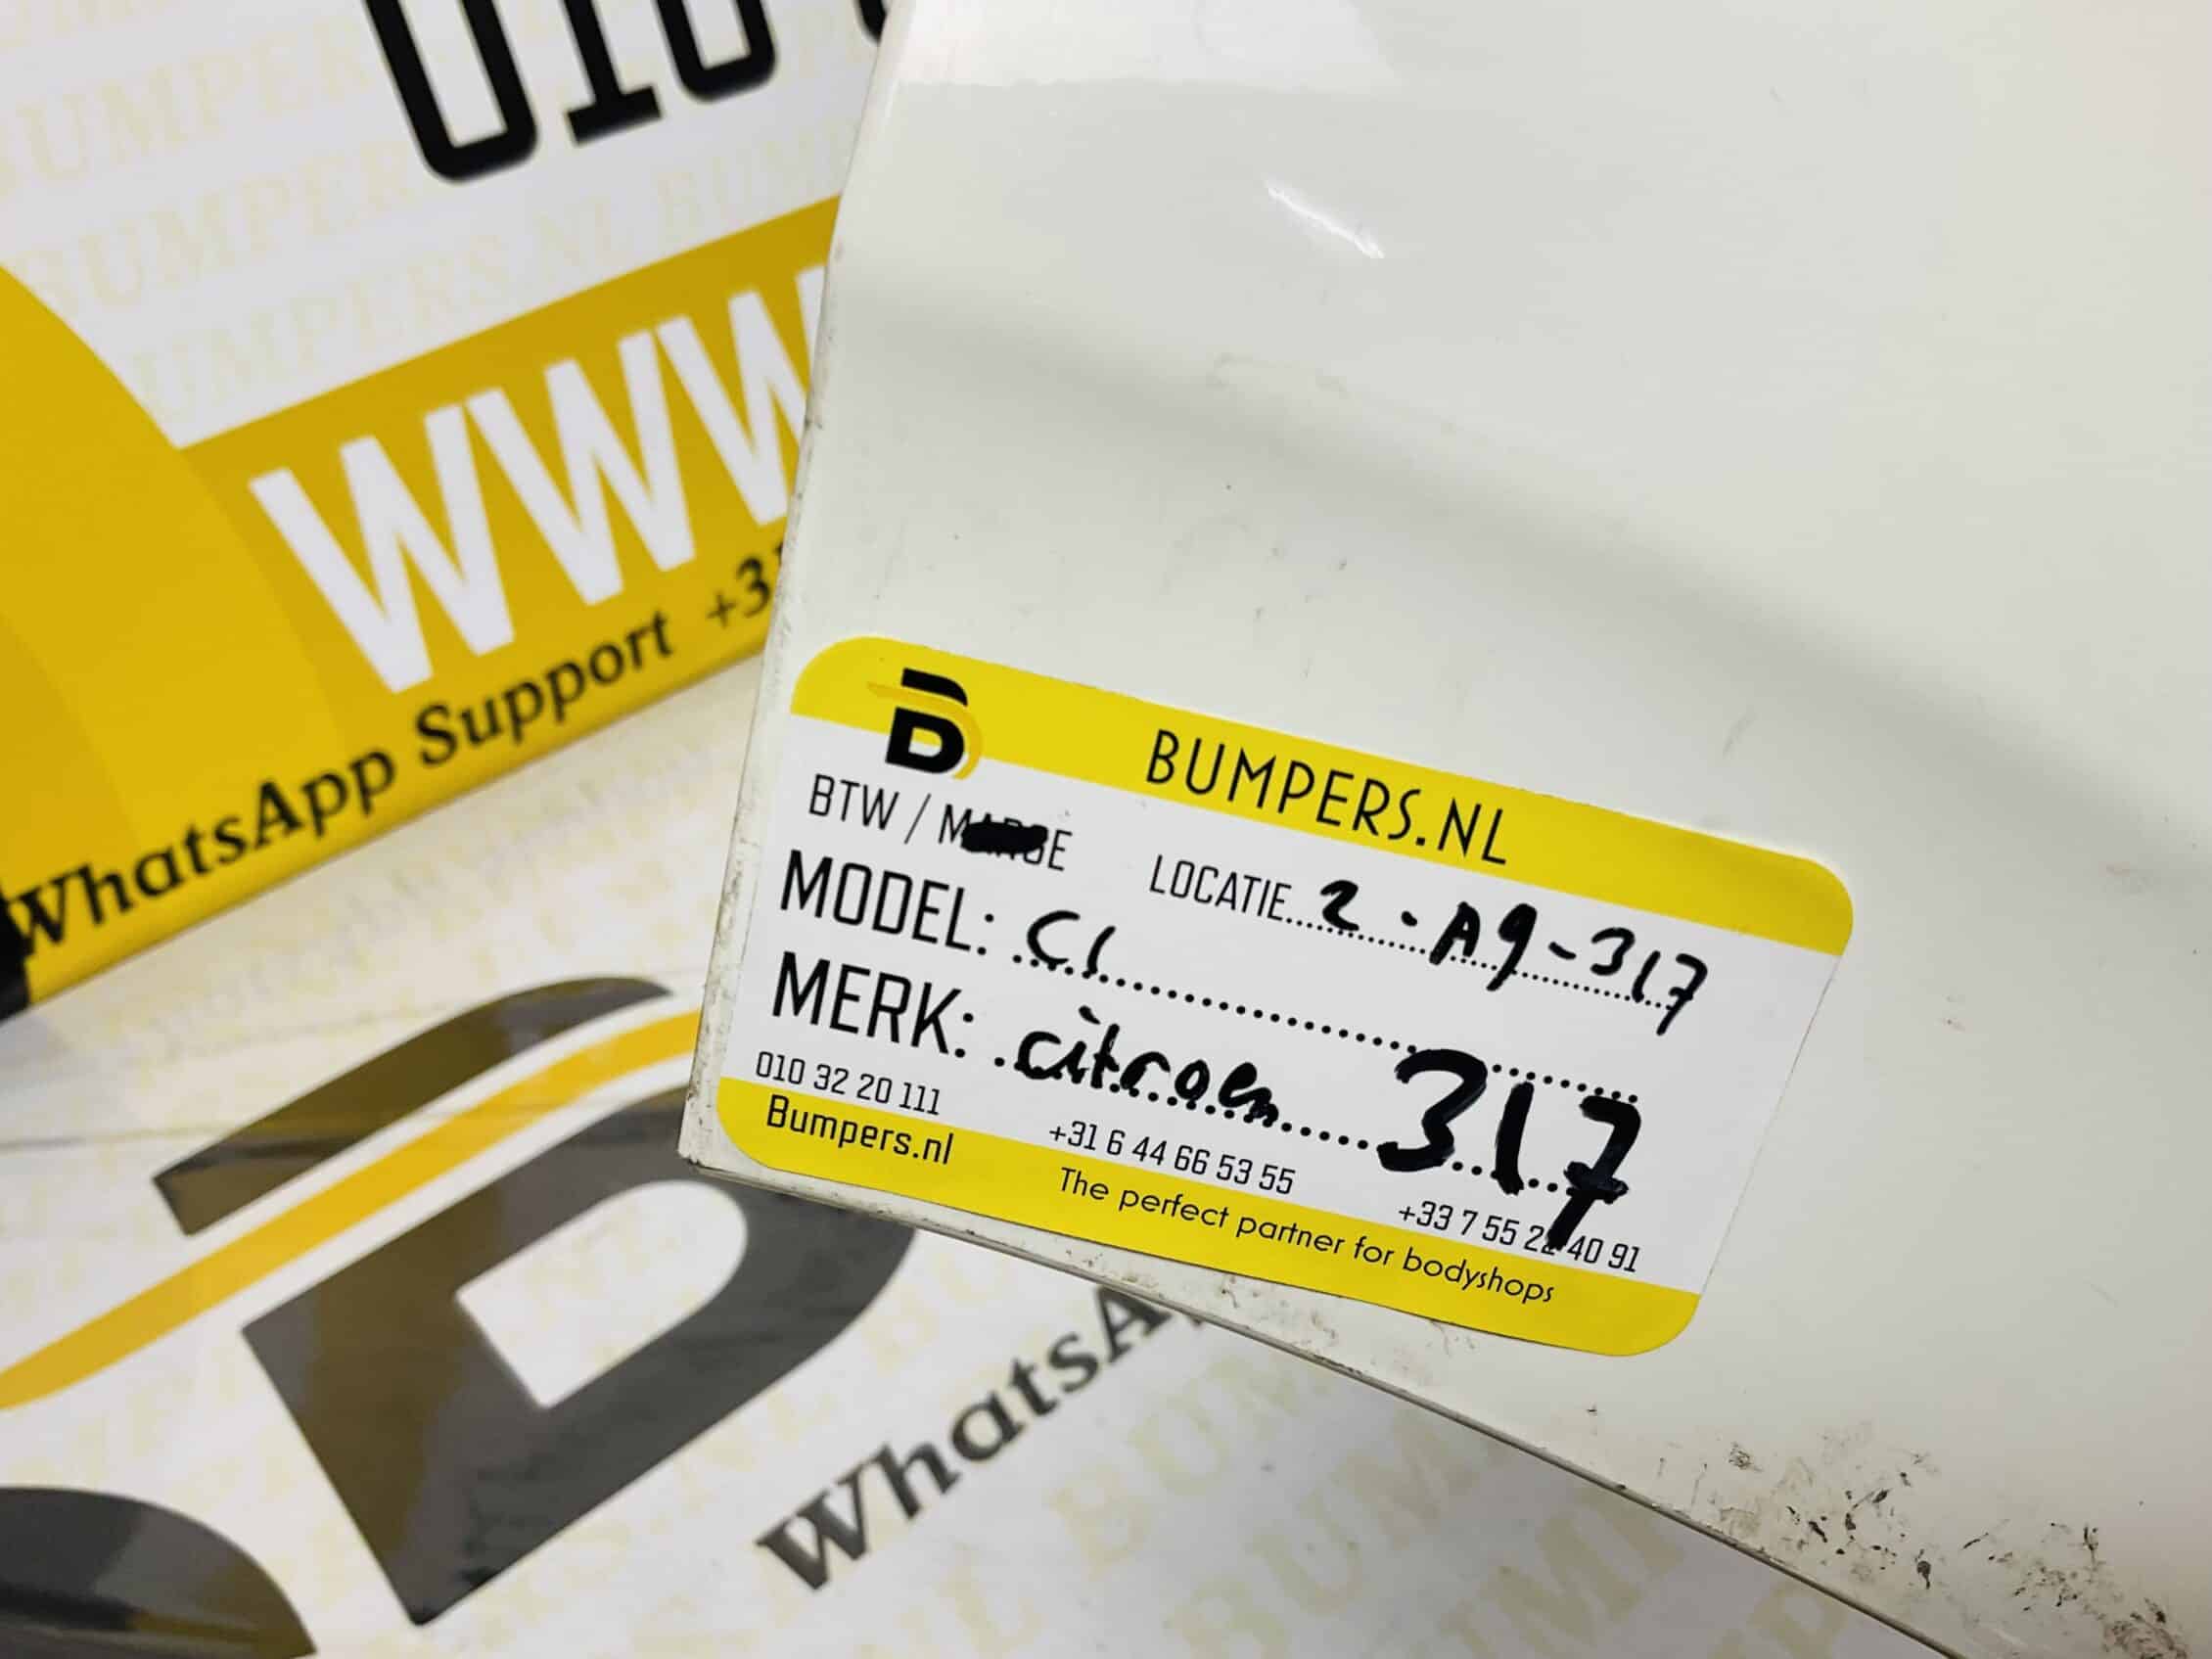 010
WWW
WhatsApp Support +3
B BUMPERS.NL
BTW / MARGE LOCATIE 2 - A9 - 317
MODEL: C1
MERK: citroen 317
010 32 20 111 +31 6 44 66 53 55 +33 7 55 22 40 91
Bumpers.nl The perfect partner for bodyshops
WhatsA